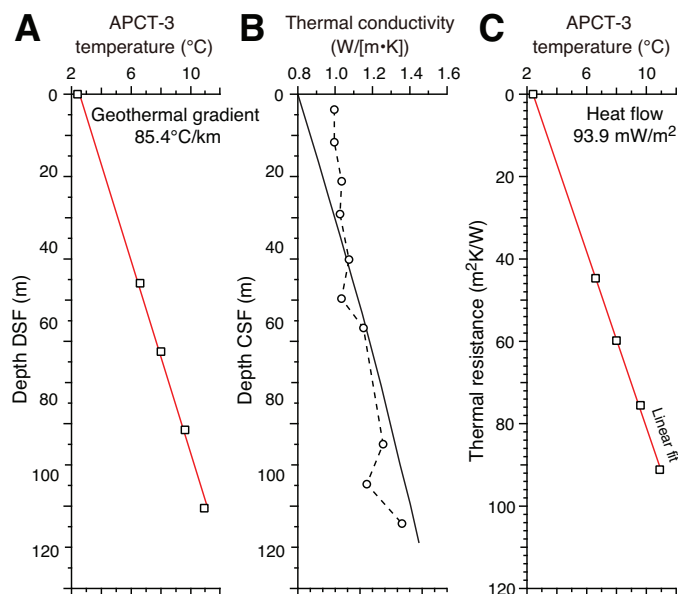 A
APCT-3
temperature (°C)
2 6 10
0
20
40
60
80
100
120
Depth DSF (m)
Geothermal gradient
85.4°C/km
B
Thermal conductivity
(W/[m•K])
0.8 1.0 1.2 1.4 1.6
0
20
40
60
80
100
120
Depth CSF (m)
C
APCT-3
temperature (°C)
2 6 10
0
20
40
60
80
100
120
Thermal resistance (m²K/W)
Heat flow
93.9 mW/m²
Linear fit